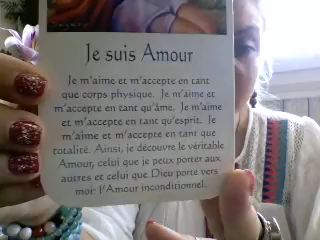 Je suis Amour
Je m'aime et m'accepte en tant
que corps physique. Je m'aime et
m'accepte en tant qu'âme. Je m'aime
et m'accepte en tant qu'esprit. Je
m'aime et m'accepte en tant que
totalité. Ainsi, je découvre le véritable
Amour, celui que je peux porter aux
autres et celui que Dieu porte vers
moi: l'Amour inconditionnel.